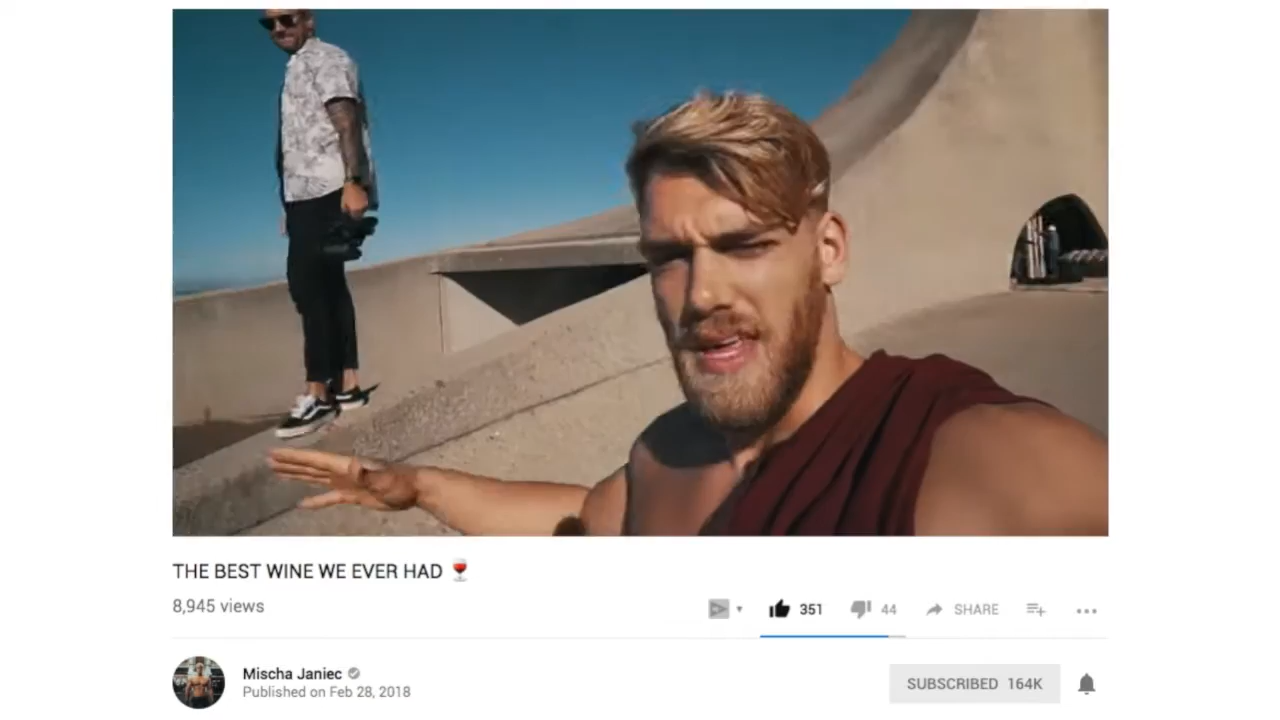 THE BEST WINE WE EVER HAD 🍷
8,945 views
351
44
SHARE
Mischa Janiec
Published on Feb 28, 2018
SUBSCRIBED 164K